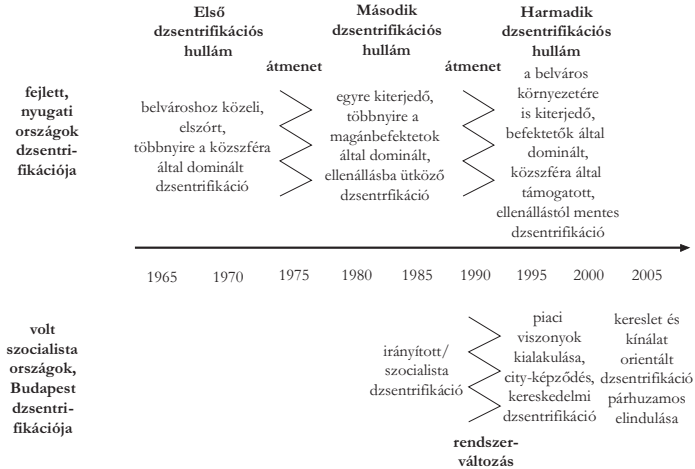 Első
dzsentrifikációs
hullám
átmenet
Második
dzsentrifikációs
hullám
átmenet
Harmadik
dzsentrifikációs
hullám
fejlett,
nyugati
országok
dzsentri-
fikációja
belvároshoz közeli,
elszórt,
többnyire a közszféra
által dominált
dzsentrifikáció
egyre kiterjedő,
többnyire a
magánbefektetok
által dominált,
ellenállásba ütköző
dzsentrfikáció
a belváros
környezetére
is kiterjedő,
befektetők által
dominált,
közszféra által
támogatott,
ellenállástól mentes
dzsentrifikáció
1965 1970 1975 1980 1985 1990 1995 2000 2005
volt
szocialista
országok,
Budapest
dzsentri-
fikációja
irányított/
szocialista
dzsentrifikáció
rendszer-
változás
piaci
viszonyok
kialakulása,
city-képződés,
kereskedelmi
dzsentrifikáció
kereslet és
kínálat
orientált
dzsentrifikáció
párhuzamos
elindulása